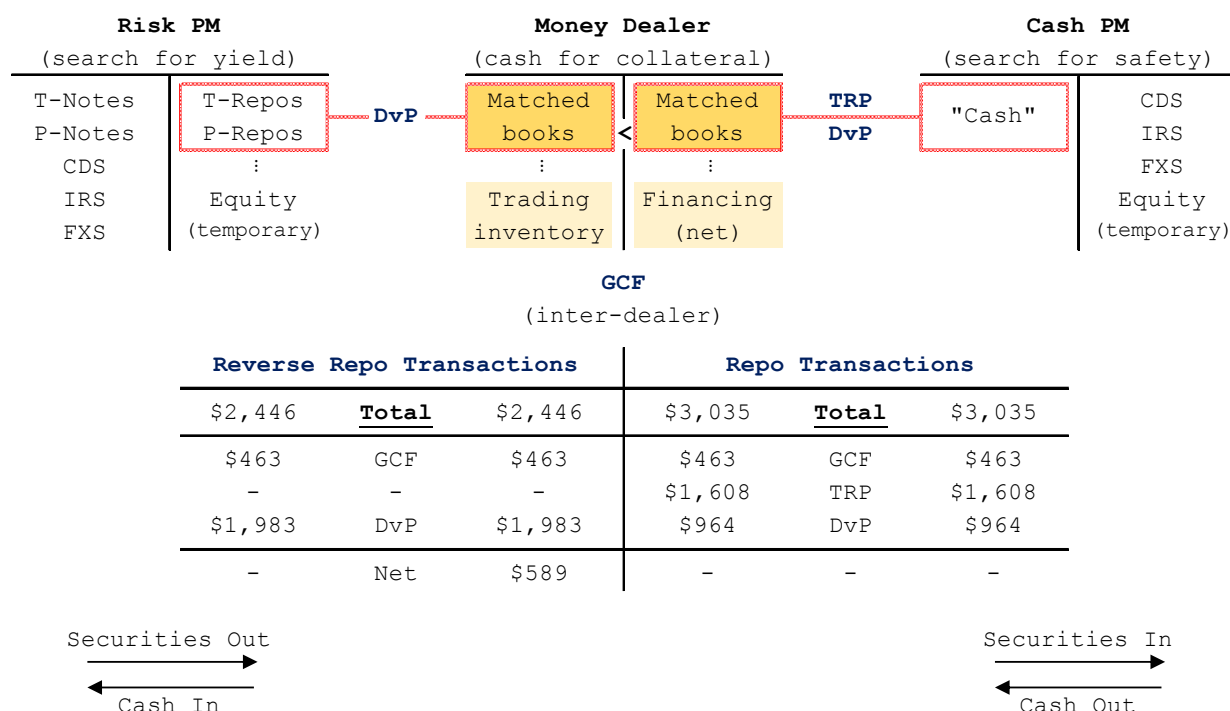 Risk PM Money Dealer Cash PM
(search for yield) (cash for collateral) (search for safety)
T-Notes T-Repos Matched Matched TRP "Cash" CDS
P-Notes P-Repos DvP books < books DvP IRS
CDS ⋮ ⋮ ⋮ FXS
IRS Equity Trading Financing Equity
FXS (temporary) inventory (net) (temporary)
GCF
(inter-dealer)
Reverse Repo Transactions Repo Transactions
$2,446 Total $2,446 $3,035 Total $3,035
$463 GCF $463 $463 GCF $463
– – – $1,608 TRP $1,608
$1,983 DvP $1,983 $964 DvP $964
– Net $589 – – –
Securities Out Securities In
Cash In Cash Out